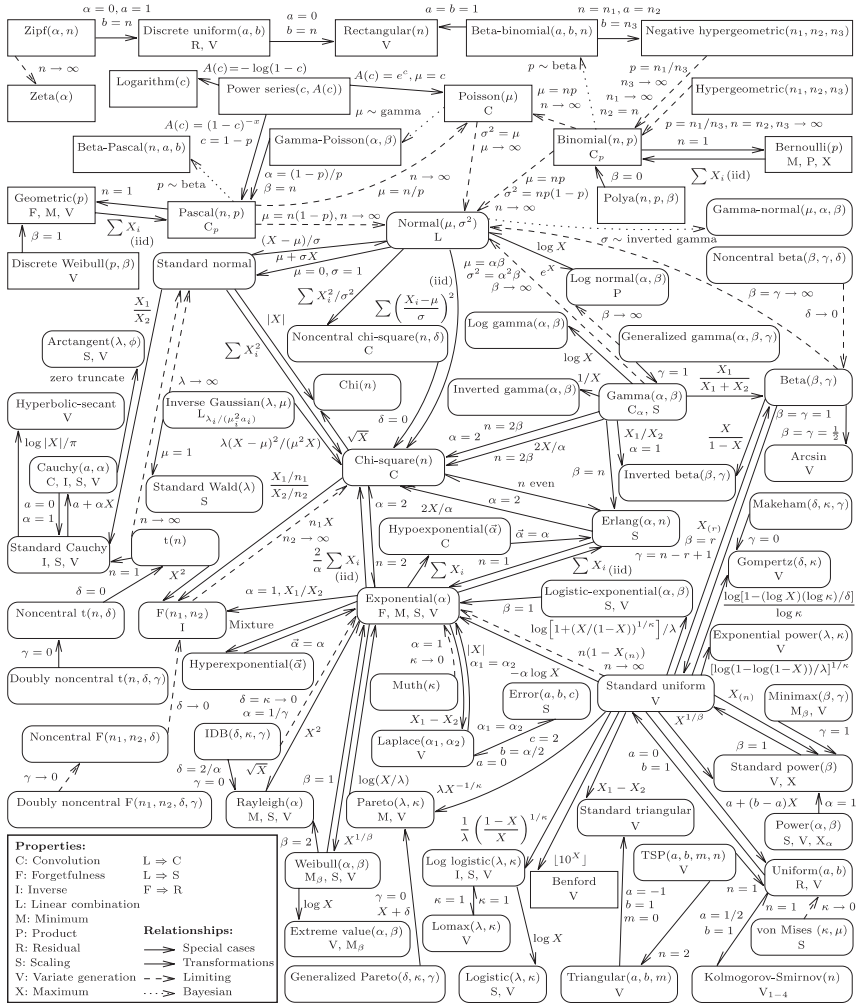 α = 0, a = 1
b = n
a = 0
b = n
a = b = 1
n = n₁, a = n₂
b = n₃
Zipf(α, n)
Discrete uniform(a, b)
R, V
Rectangular(n)
V
Beta-binomial(a, b, n)
Negative hypergeometric(n₁, n₂, n₃)
n → ∞
A(c) = − log(1 − c)
A(c) = e^c, μ = c
p ∼ beta
p = n₁/n₃
n₃ → ∞
n₁ → ∞
n₂ = n
Logarithm(c)
Power series(c, A(c))
Poisson(μ)
C
μ = np
n → ∞
Hypergeometric(n₁, n₂, n₃)
Zeta(α)
μ ∼ gamma
p = n₁/n₃, n = n₂, n₃ → ∞
A(c) = (1 − c)^−x
c = 1 − p
Beta-Pascal(n, a, b)
Gamma-Poisson(α, β)
σ² = μ
μ → ∞
Binomial(n, p)
Cₚ
n = 1
∑ Xᵢ (iid)
Bernoulli(p)
M, P, X
p ∼ beta
α = (1 − p)/p
β = n
n → ∞
μ = n/p
μ = np
σ² = np(1 − p)
n → ∞
β = 0
Polya(n, p, β)
Geometric(p)
F, M, V
n = 1
∑ Xᵢ
(iid)
Pascal(n, p)
Cₚ
μ = n(1 − p), n → ∞
Normal(μ, σ²)
L
Gamma-normal(μ, α, β)
σ ∼ inverted gamma
β = 1
Discrete Weibull(p, β)
V
Standard normal
(X − μ)/σ
μ + σX
μ = 0, σ = 1
(iid)
μ = αβ
σ² = α²β
β → ∞
log X
e^X
Log normal(α, β)
P
Noncentral beta(β, γ, δ)
β = γ → ∞
δ → 0
X₁
X₂
|X|
∑ Xᵢ²/σ²
∑ ((Xᵢ−μ)/σ)²
β → ∞
∑ Xᵢ²
Noncentral chi-square(n, δ)
C
Log gamma(α, β)
log X
Generalized gamma(α, β, γ)
Arctangent(λ, φ)
S, V
zero truncate
λ → ∞
Chi(n)
1/X
γ = 1
X₁
X₁ + X₂
Beta(β, γ)
Hyperbolic-secant
V
Inverse Gaussian(λ, μ)
L λᵢ/(μᵢ²aᵢ)
δ = 0
Inverted gamma(α, β)
Gamma(α, β)
Cα, S
β = γ = 1
β = γ = 1/2
log |X|/π
λ(X − μ)²/(μ²X)
√X
n = 2β
α = 2
2X/α
n = 2β
X₁/X₂
α = 1
X
1 − X
Arcsin
V
Cauchy(a, α)
C, I, S, V
μ = 1
Standard Wald(λ)
S
Chi-square(n)
C
β = n
Inverted beta(β, γ)
a = 0
α = 1
a + αX
X₁/n₁
X₂/n₂
n even
α = 2
Makeham(δ, κ, γ)
n → ∞
t(n)
n₁X
n₂ → ∞
α = 2
2X/α
Hypoexponential(α⃗)
C
α⃗ = α
Erlang(α, n)
S
X(r)
β = r
γ = n − r + 1
γ = 0
Standard Cauchy
I, S, V
n = 1
X²
2/α ∑ Xᵢ
(iid)
n = 2
∑ Xᵢ
n = 1
∑ Xᵢ (iid)
Gompertz(δ, κ)
V
δ = 0
Noncentral t(n, δ)
F(n₁, n₂)
I
α = 1, X₁/X₂
Exponential(α)
F, M, S, V
β = 1
Logistic-exponential(α, β)
S, V
log[1−(log X)(log κ)/δ]
log κ
Mixture
log[1+(X/(1−X))^1/κ]/λ
Exponential power(λ, κ)
V
γ = 0
Hyperexponential(α⃗)
α⃗ = α
α = 1
κ → 0
|X|
α₁ = α₂
n(1 − X(n))
n → ∞
[log(1−log(1−X))/λ]^1/κ
Doubly noncentral t(n, δ, γ)
δ → 0
δ = κ → 0
α = 1/γ
Muth(κ)
−α log X
Error(a, b, c)
S
Standard uniform
V
X(n)
Minimax(β, γ)
Mβ, V
Noncentral F(n₁, n₂, δ)
IDB(δ, κ, γ)
X²
X₁ − X₂
Laplace(α₁, α₂)
V
α₁ = α₂
c = 2
b = α/2
a = 0
X^1/β
β = 1
γ = 1
γ → 0
δ = 2/α
γ = 0
√X
β = 1
log(X/λ)
λX^−1/κ
a = 0
b = 1
Standard power(β)
V, X
Doubly noncentral F(n₁, n₂, δ, γ)
Rayleigh(α)
M, S, V
Pareto(λ, κ)
M, V
X₁ − X₂
Standard triangular
V
a + (b − a)X
α = 1
β = 2
X^1/β
1/λ ((1 − X)/X)^1/κ
Power(α, β)
S, V, Xα
Properties:
C: Convolution L ⇒ C
F: Forgetfulness L ⇒ S
I: Inverse F ⇒ R
L: Linear combination
M: Minimum
P: Product
R: Residual Relationships:
S: Scaling Special cases
Transformations
V: Variate generation Limiting
X: Maximum Bayesian
Weibull(α, β)
Mβ, S, V
Log logistic(λ, κ)
I, S, V
⌊10^X⌋
Benford
V
TSP(a, b, m, n)
V
n = 1
Uniform(a, b)
R, V
log X
γ = 0
X + δ
κ = 1
κ = 1
a = −1
b = 1
m = 0
a = 1/2
b = 1
n = 1
κ → 0
Extreme value(α, β)
V, Mβ
Lomax(λ, κ)
V
log X
n = 2
von Mises (κ, μ)
S
Generalized Pareto(δ, κ, γ)
Logistic(λ, κ)
S, V
Triangular(a, b, m)
V
Kolmogorov-Smirnov(n)
V₁₋₄